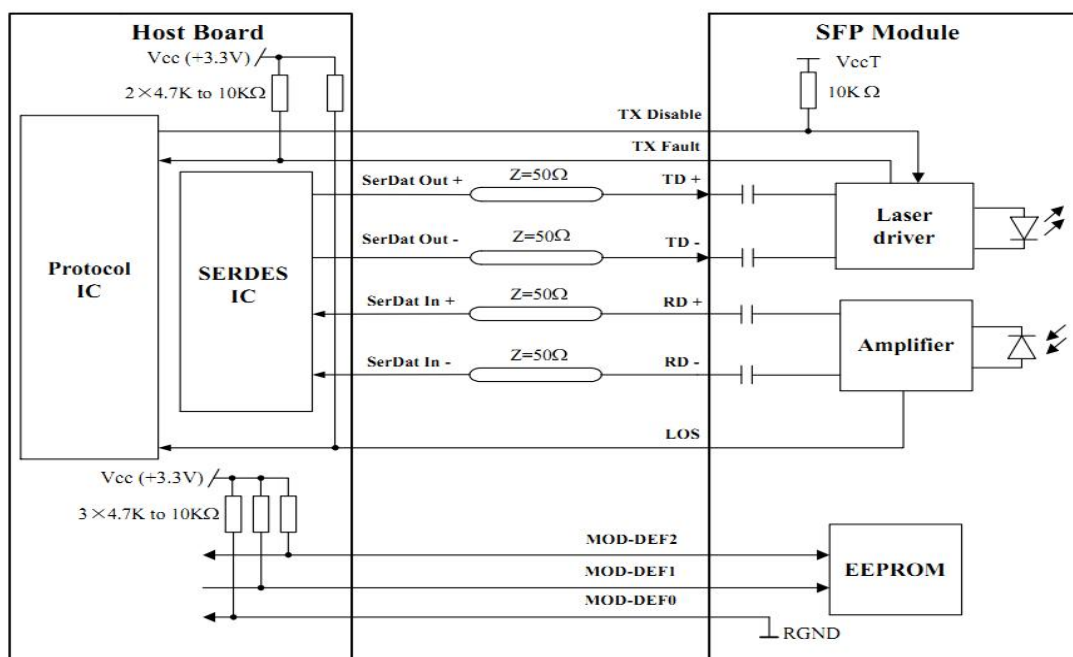 Host Board
SFP Module
Vcc (+3.3V)
VccT
2×4.7K to 10KΩ
10K Ω
TX Disable
TX Fault
SerDat Out +
Z=50Ω
TD +
SerDat Out -
Z=50Ω
TD -
Laser
driver
Protocol
IC
SERDES
IC
SerDat In +
Z=50Ω
RD +
SerDat In -
Z=50Ω
RD -
Amplifier
LOS
Vcc (+3.3V)
3×4.7K to 10KΩ
MOD-DEF2
MOD-DEF1
MOD-DEF0
EEPROM
RGND